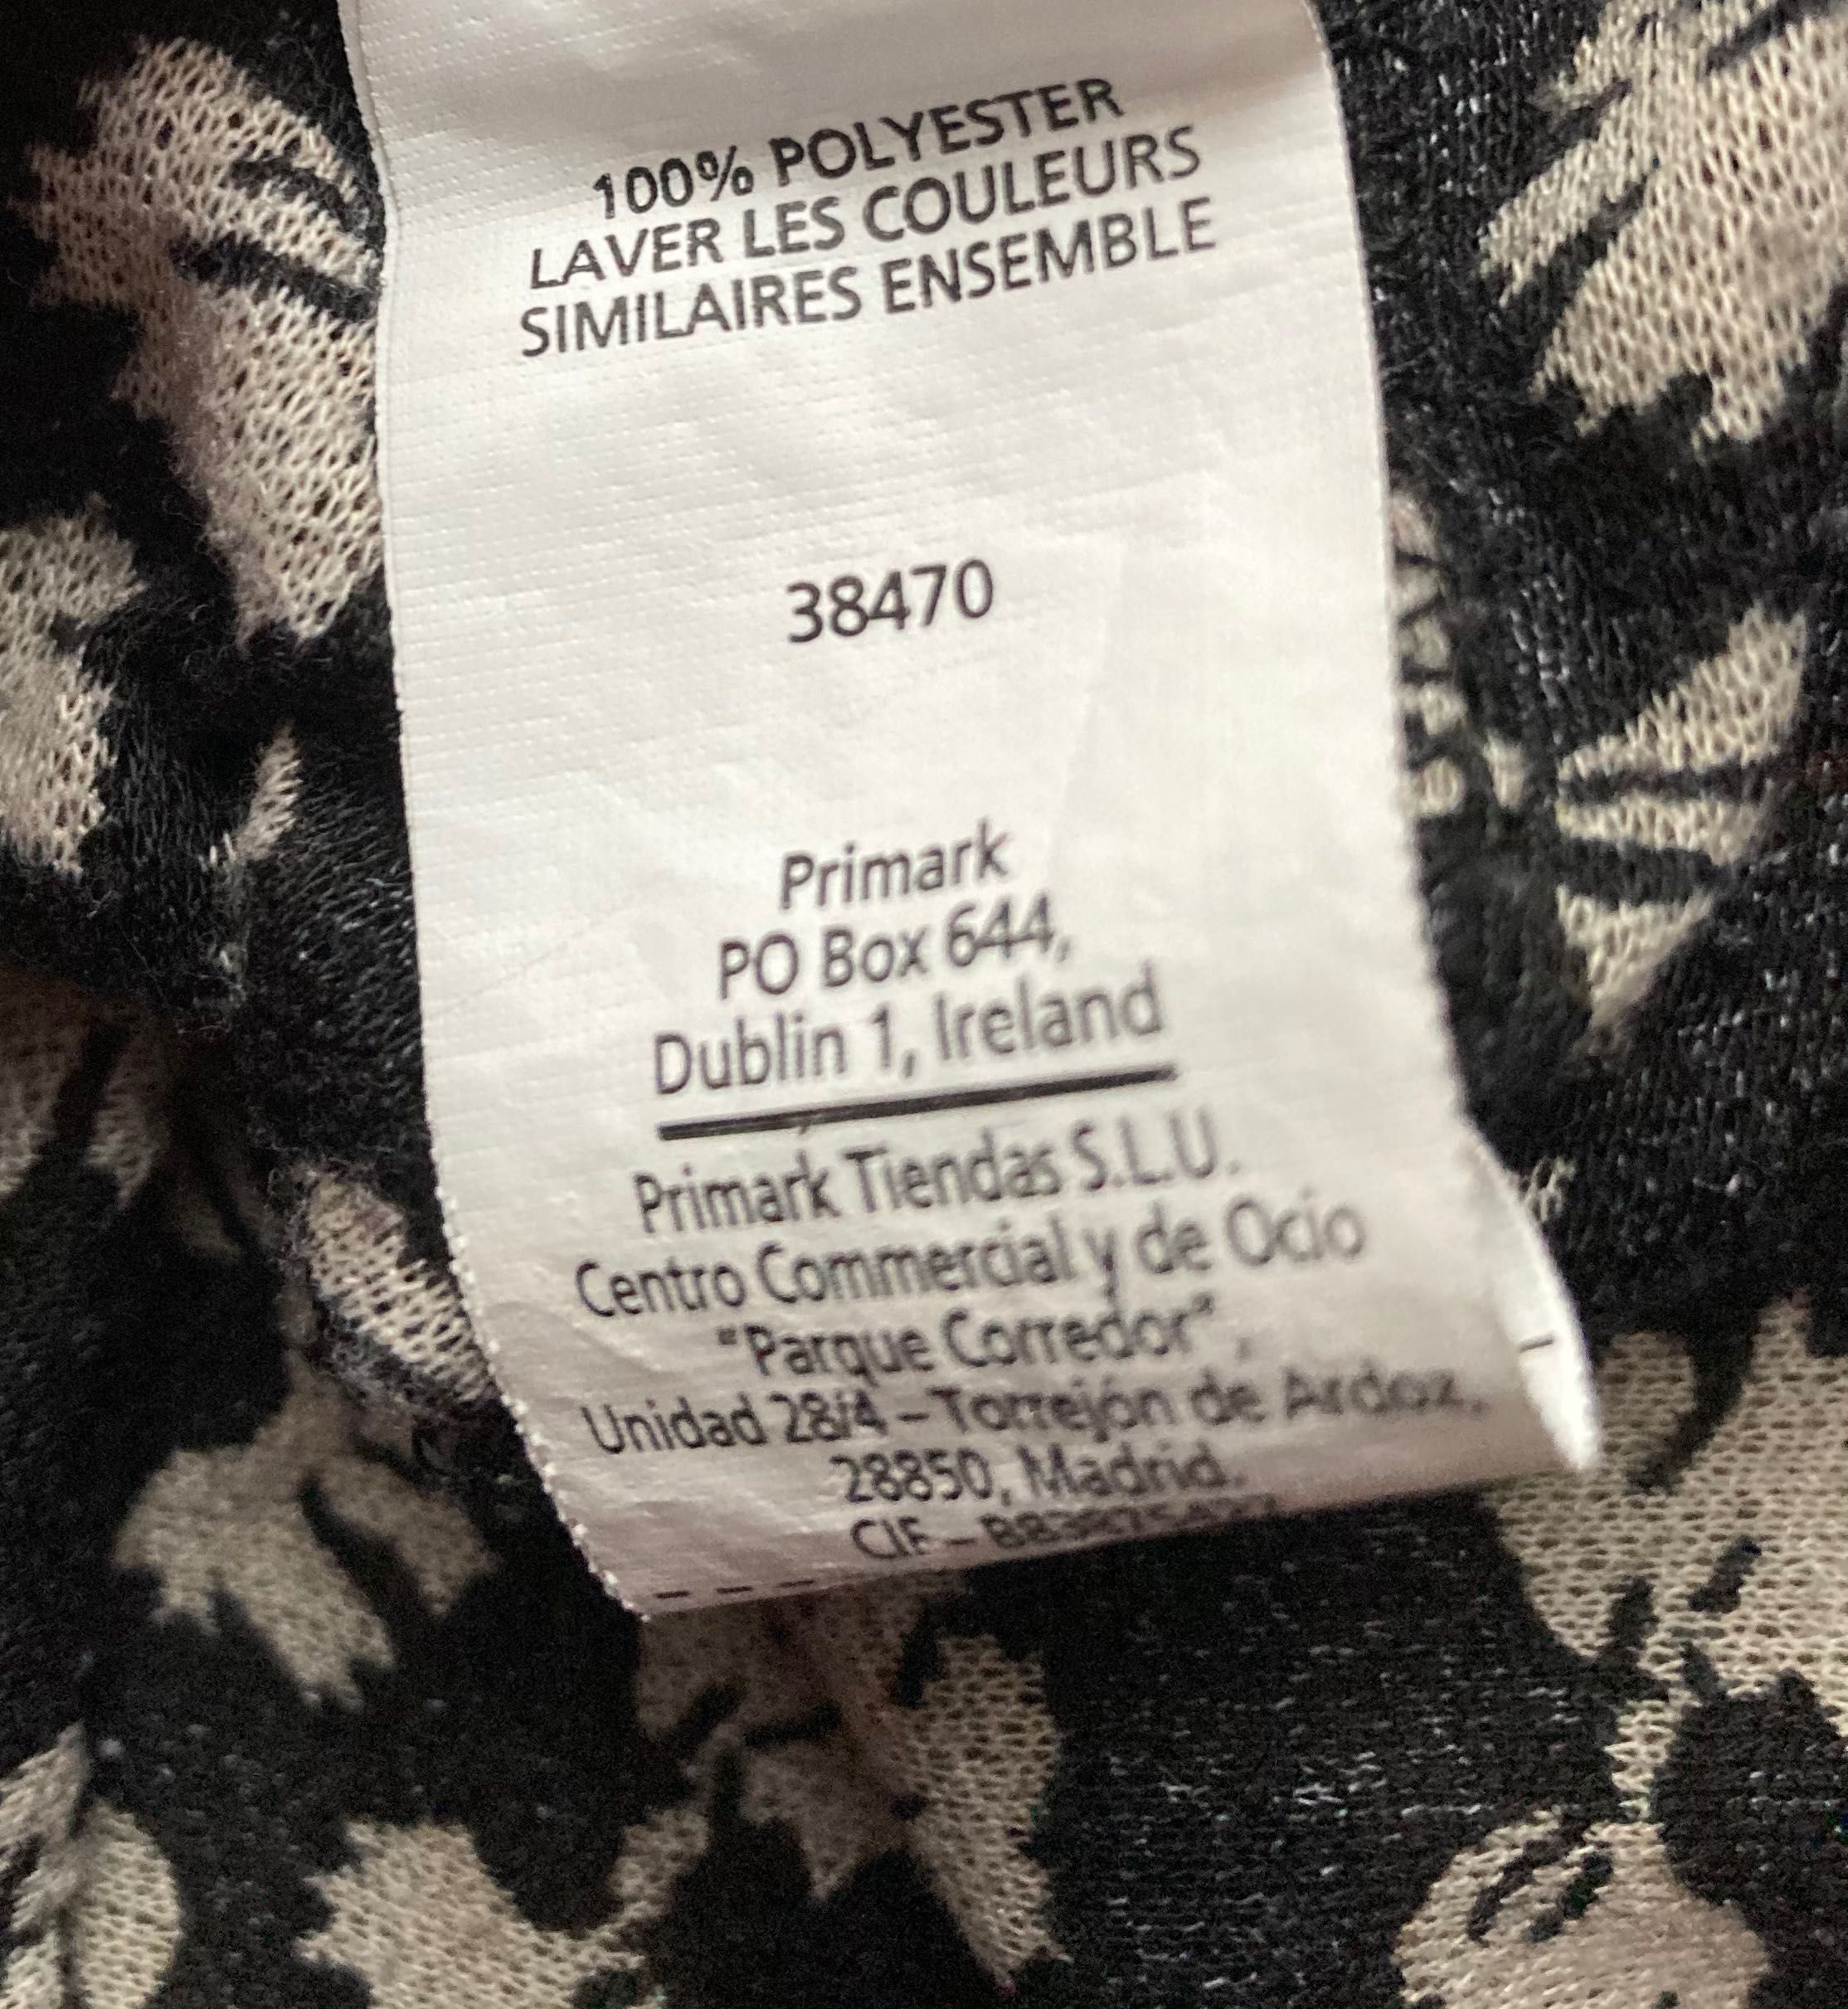 100% POLYESTER
LAVER LES COULEURS
SIMILAIRES ENSEMBLE
38470
Primark
PO Box 644,
Dublin 1, Ireland
Primark Tiendas S.L.U.
Centro Commercial y de Ocio
"Parque Corredor",
Unidad 28/4 – Torrejón de Ardoz,
28850, Madrid.
CIF –